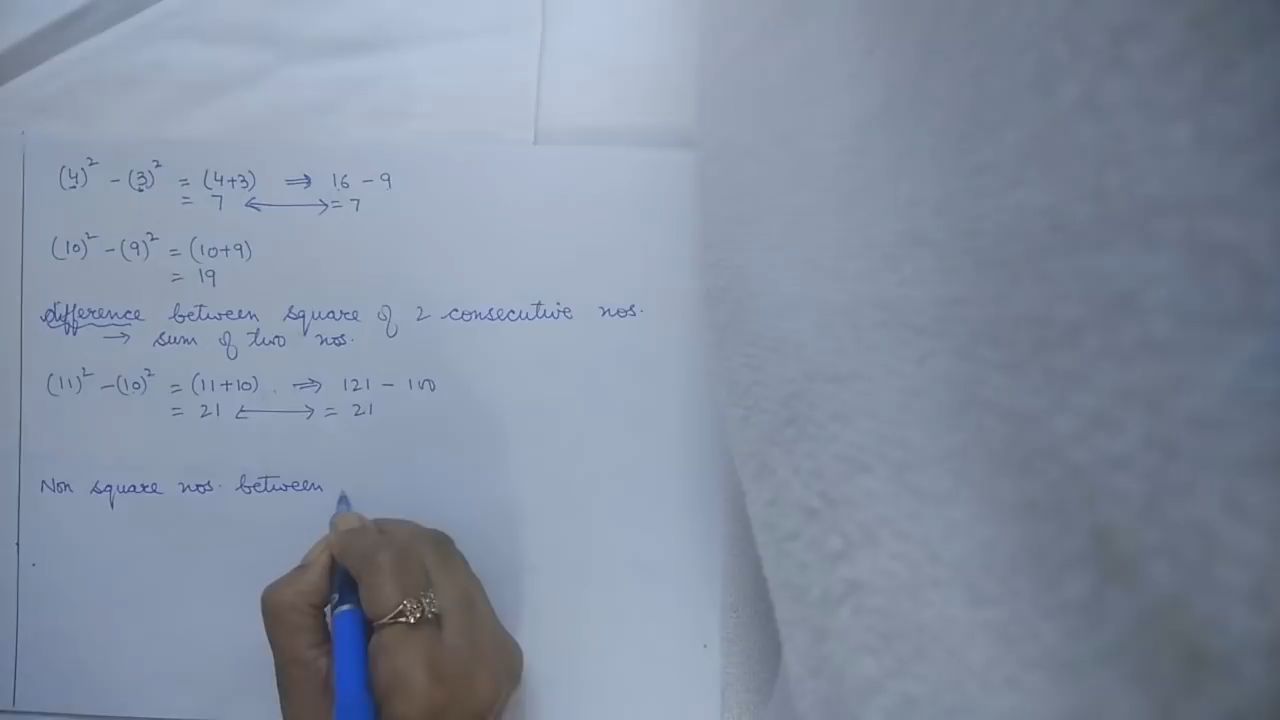 (4)² - (3)² = (4+3) ⇒ 16 - 9
= 7 ⟷ = 7
(10)² - (9)² = (10+9)
= 19
difference between square of 2 consecutive nos.
→ sum of two nos.
(11)² - (10)² = (11+10) ⇒ 121 - 100
= 21 ⟷ = 21
Non square nos. between